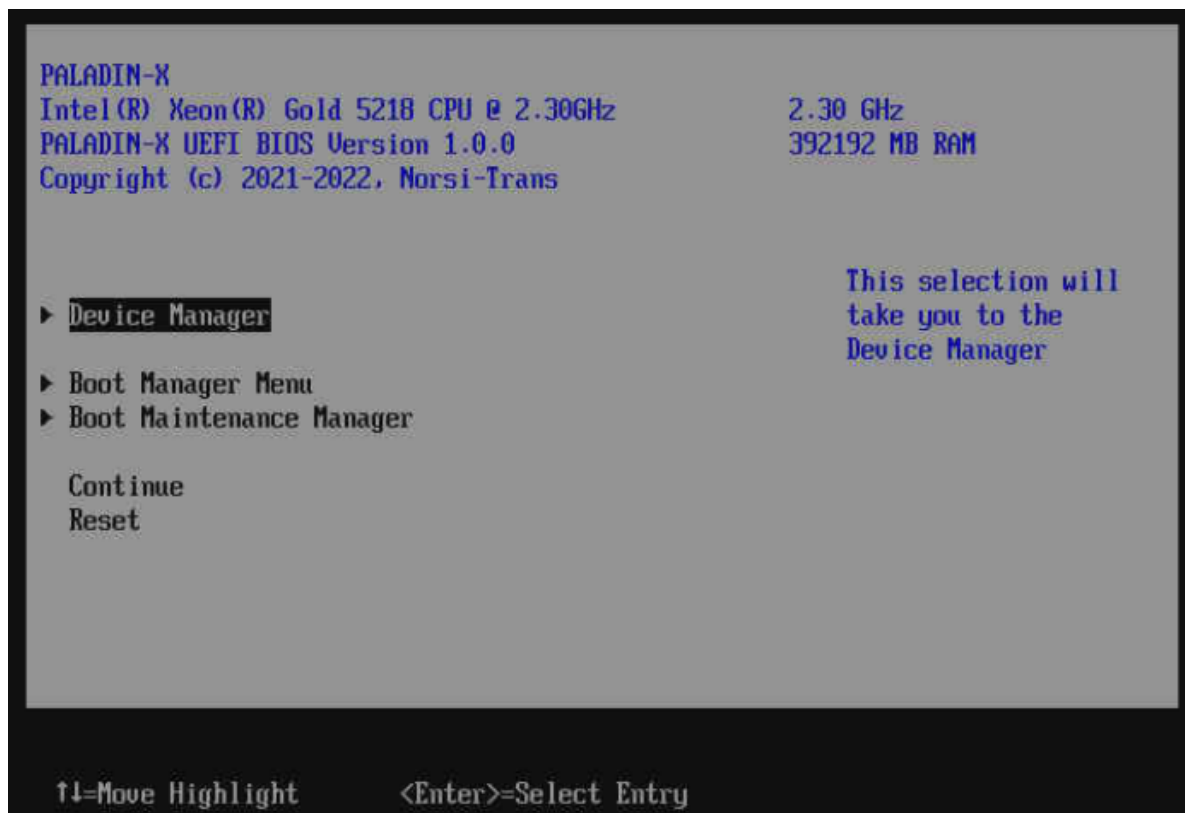 PALADIN-X
Intel(R) Xeon(R) Gold 5218 CPU @ 2.30GHz 2.30 GHz
PALADIN-X UEFI BIOS Version 1.0.0 392192 MB RAM
Copyright (c) 2021-2022, Norsi-Trans
This selection will
▶ Device Manager take you to the
Device Manager
▶ Boot Manager Menu
▶ Boot Maintenance Manager
Continue
Reset
↑↓=Move Highlight <Enter>=Select Entry